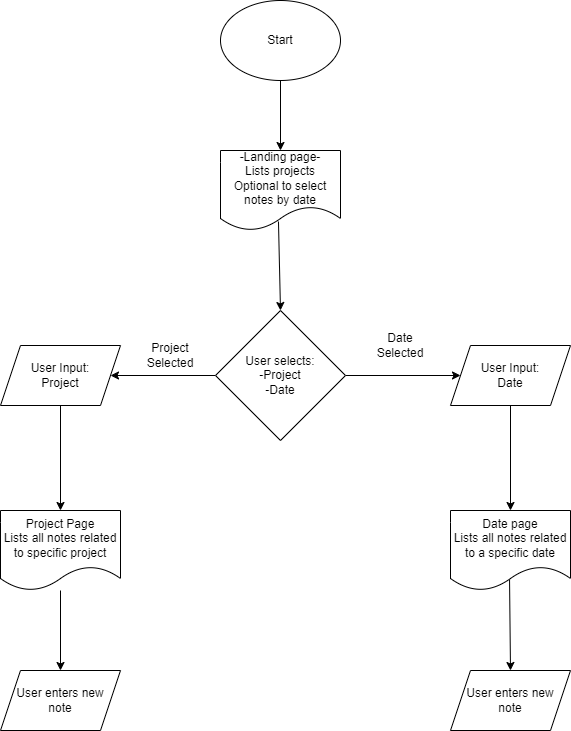 Start
-Landing page-
Lists projects
Optional to select
notes by date
Project
Selected
Date
Selected
User Input:
Project
User selects:
-Project
-Date
User Input:
Date
Project Page
Lists all notes related
to specific project
Date page
Lists all notes related
to a specific date
User enters new
note
User enters new
note